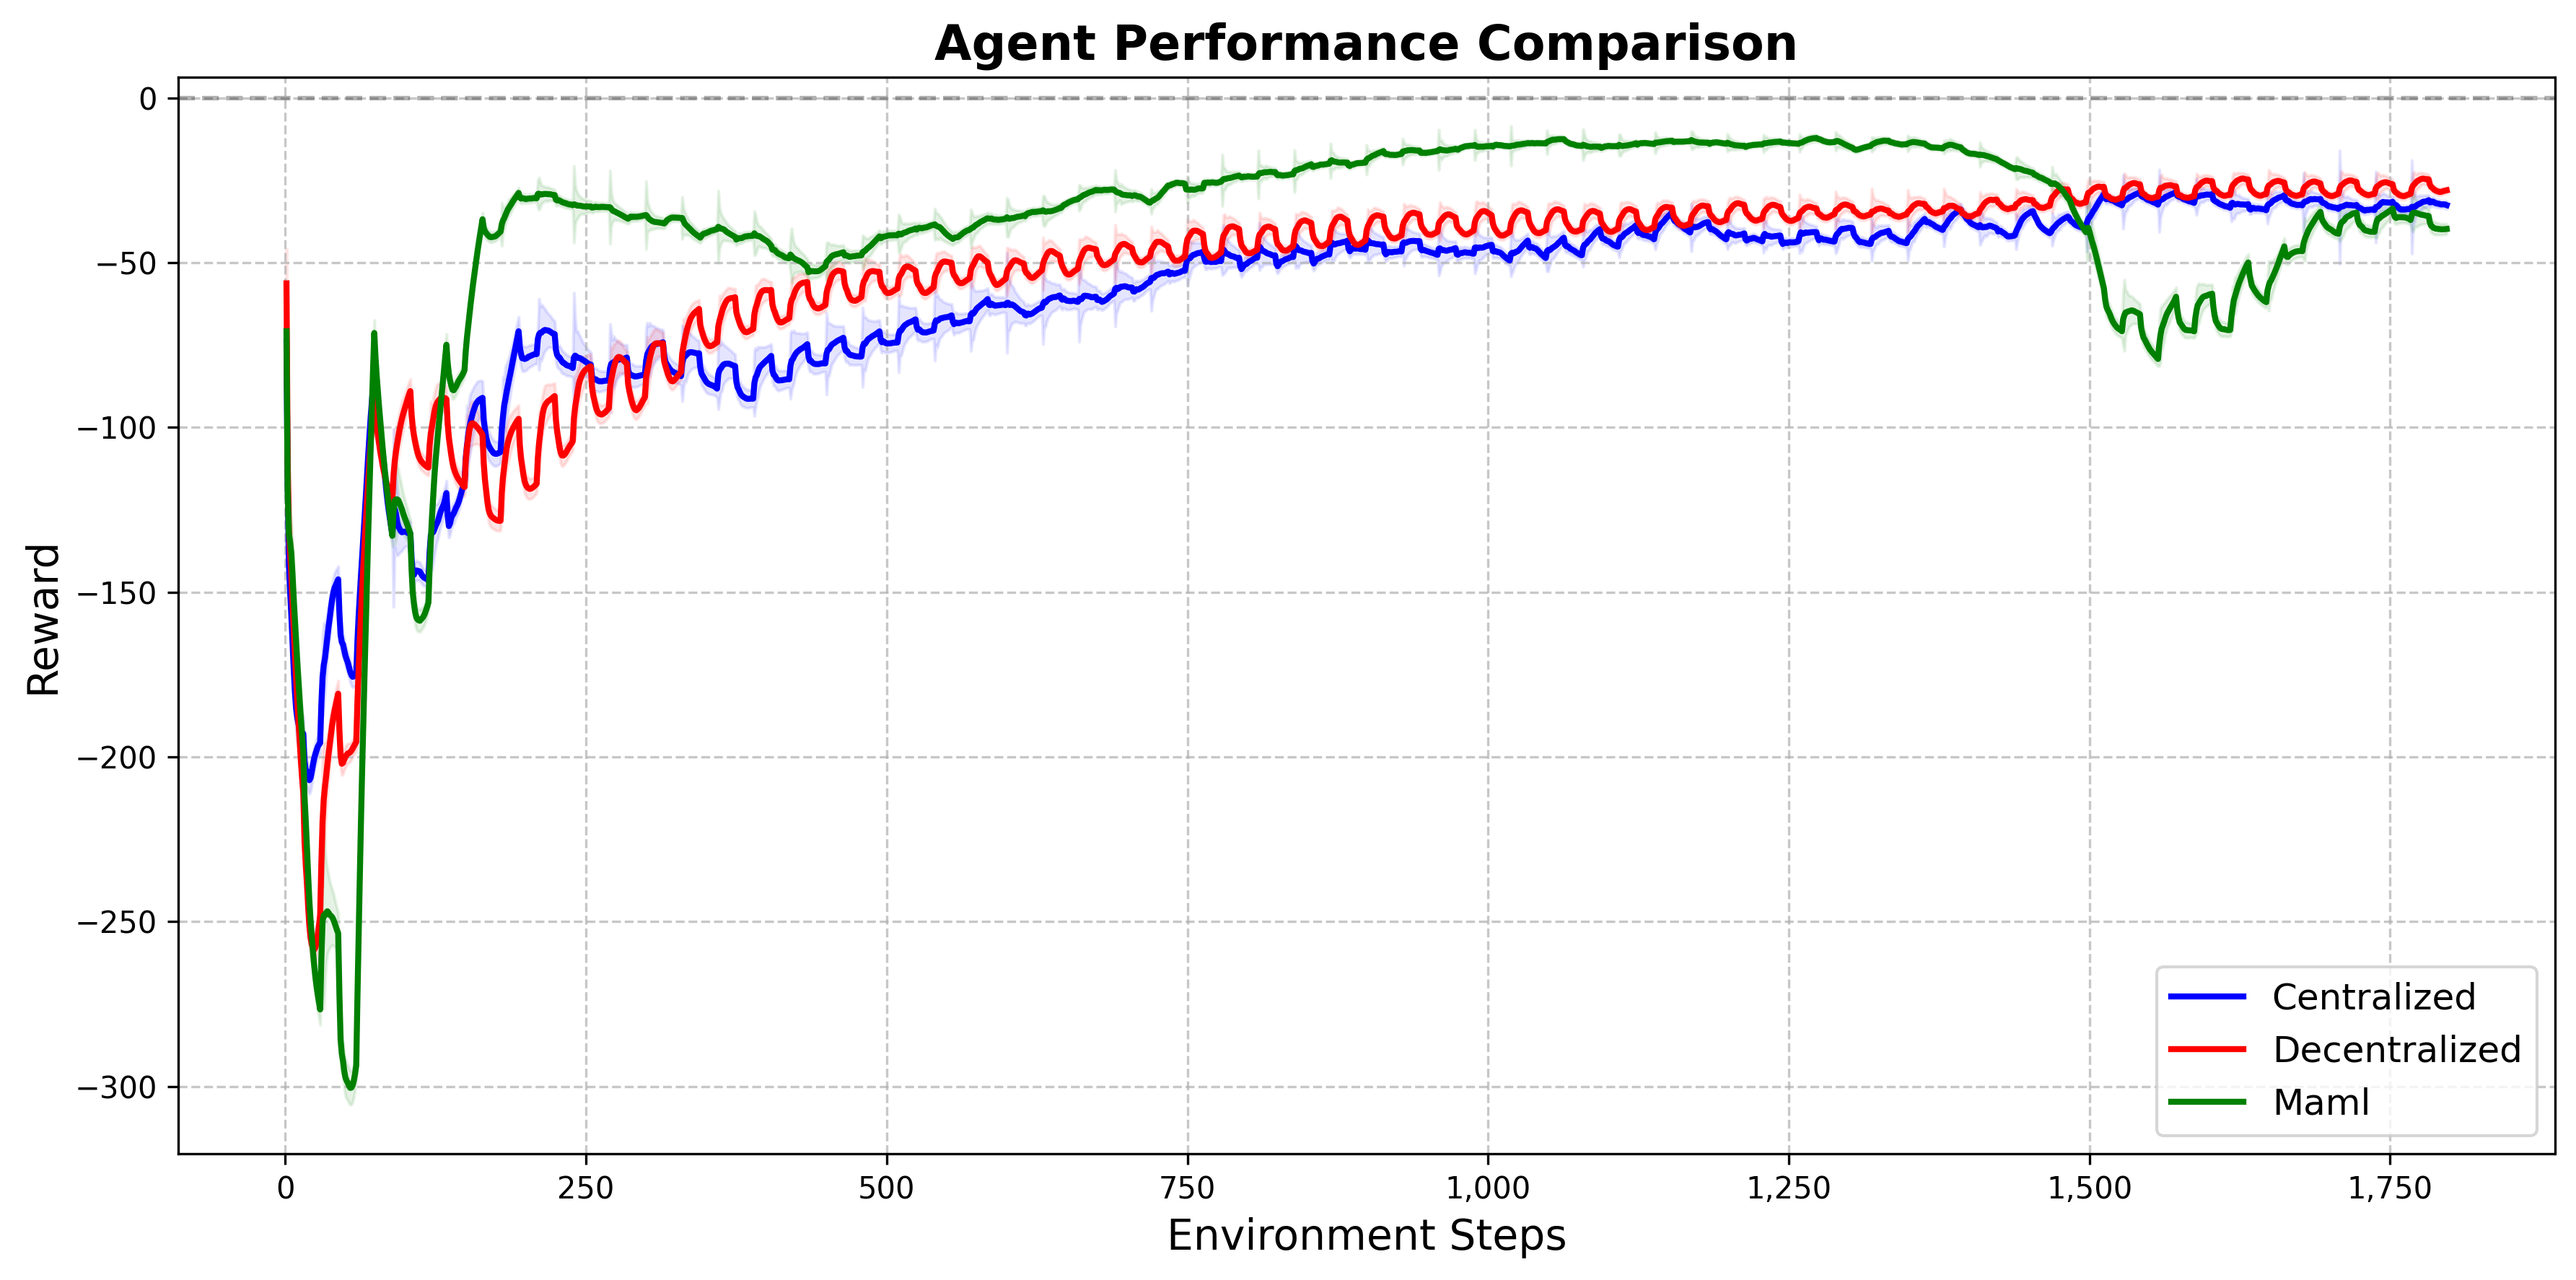 Agent Performance Comparison
0
−50
−100
−150
−200
−250
−300
Reward
0
250
500
750
1,000
1,250
1,500
1,750
Environment Steps
Centralized
Decentralized
Maml